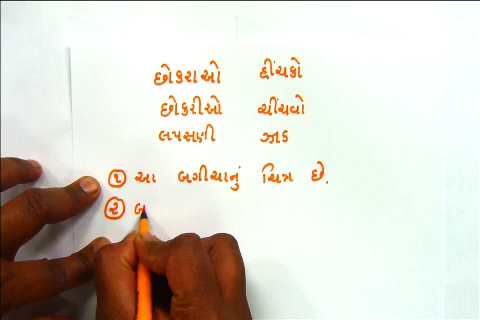 છોકરાઓ હીંચકો
છોકરીઓ ચીંચવો
લપસણી ઝાડ
૧ આ બગીચાનું ચિત્ર છે.
૨ બ